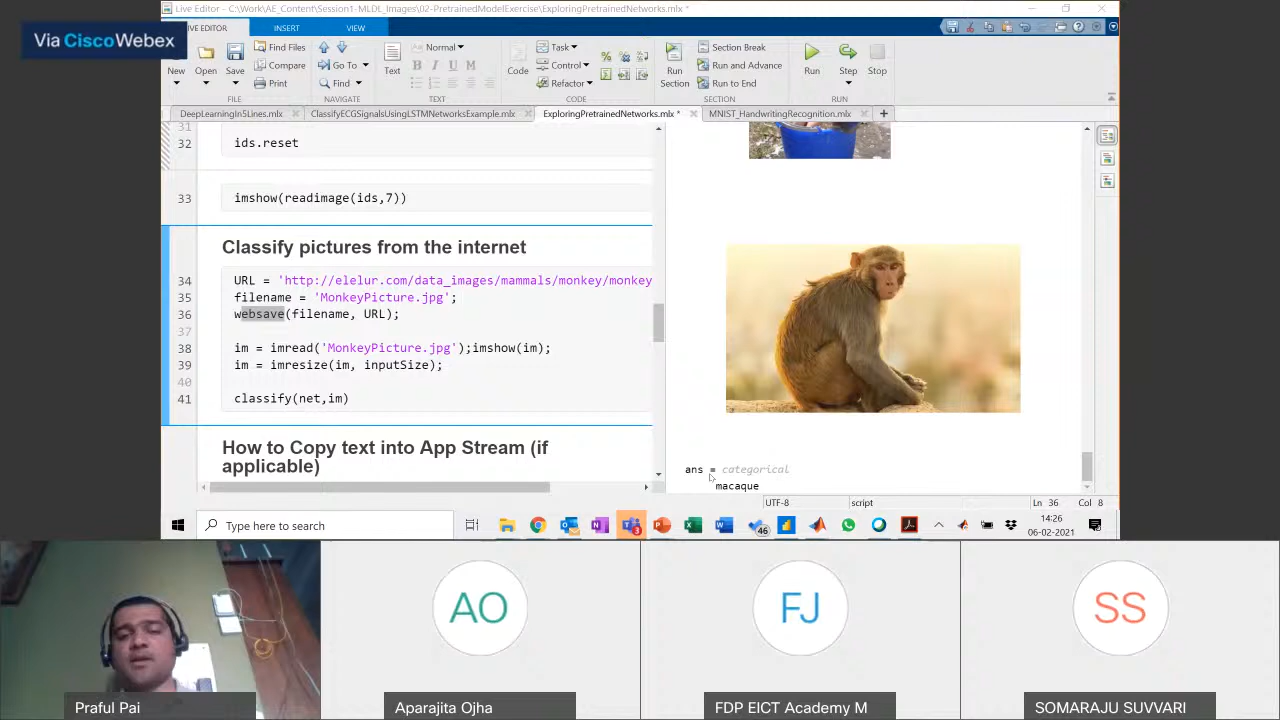 Live Editor - C:\Work\AE_Content\Session1-MLDL_Images\02-PretrainedModelExercise\ExploringPretrainedNetworks.mlx *
Via Cisco Webex
LIVE EDITOR INSERT VIEW
New Open Save
Find Files
Compare
Print
FILE
Go To
Find
NAVIGATE
Text
Normal
B I U M
TEXT
Code
Task
Control
Refactor
CODE
Run Section
Section Break
Run and Advance
Run to End
SECTION
Run Step Stop
RUN
DeepLearningIn5Lines.mlx ClassifyECGSignalsUsingLSTMNetworksExample.mlx ExploringPretrainedNetworks.mlx * MNIST_HandwritingRecognition.mlx
31
32 ids.reset
33 imshow(readimage(ids,7))
Classify pictures from the internet
34 URL = 'http://elelur.com/data_images/mammals/monkey/monkey
35 filename = 'MonkeyPicture.jpg';
36 websave(filename, URL);
37
38 im = imread('MonkeyPicture.jpg');imshow(im);
39 im = imresize(im, inputSize);
40
41 classify(net,im)
How to Copy text into App Stream (if
applicable)
ans = categorical
macaque
UTF-8 script Ln 36 Col 8
Type here to search
46
14:26
06-02-2021
AO FJ SS
Praful Pai Aparajita Ojha FDP EICT Academy M SOMARAJU SUVVARI